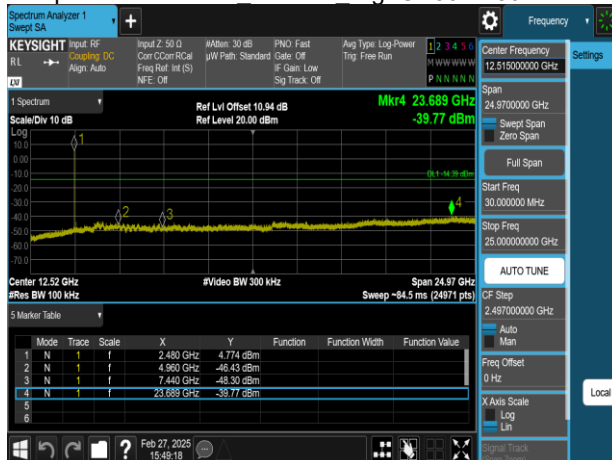 Spectrum Analyzer 1
Swept SA
Frequency
KEYSIGHT
RL
LXI
Input: RF
Coupling: DC
Align: Auto
Input Z: 50 Ω
Corr CCorr RCal
Freq Ref: Int (S)
NFE: Off
#Atten: 30 dB
µW Path: Standard
PNO: Fast
Gate: Off
IF Gain: Low
Sig Track: Off
Avg Type: Log-Power
Trig: Free Run
1 2 3 4 5 6
M W W W W W
P N N N N N
Center Frequency
12.515000000 GHz
Settings
Span
24.9700000 GHz
Swept Span
Zero Span
Full Span
Start Freq
30.000000 MHz
Stop Freq
25.000000000 GHz
AUTO TUNE
CF Step
2.497000000 GHz
Auto
Man
Freq Offset
0 Hz
X Axis Scale
Log
Lin
Signal Track
Local
1 Spectrum
Scale/Div 10 dB
Log
Ref Lvl Offset 10.94 dB
Ref Level 20.00 dBm
Mkr4 23.689 GHz
-39.77 dBm
10.0
0.00
-10.0
-20.0
-30.0
-40.0
-50.0
-60.0
-70.0
1
2
3
4
DL1 -14.39 dBm
Center 12.52 GHz
#Res BW 100 kHz
#Video BW 300 kHz
Span 24.97 GHz
Sweep ~84.5 ms (24971 pts)
5 Marker Table
Mode Trace Scale X Y Function Function Width Function Value
1 N 1 f 2.480 GHz 4.774 dBm
2 N 1 f 4.960 GHz -46.43 dBm
3 N 1 f 7.440 GHz -48.30 dBm
4 N 1 f 23.689 GHz -39.77 dBm
5
6
Feb 27, 2025
15:49:18